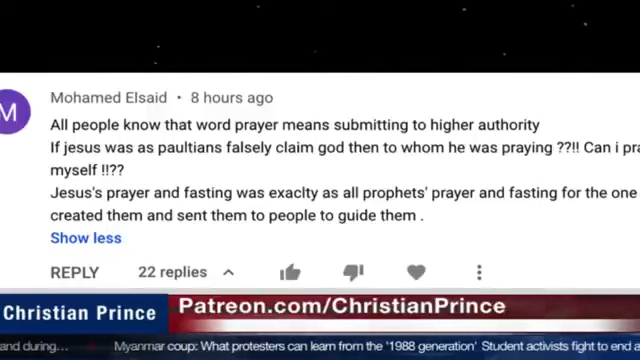 M
Mohamed Elsaid • 8 hours ago
All people know that word prayer means submitting to higher authority
If jesus was as paultians falsely claim god then to whom he was praying ??!! Can i pra
myself !!??
Jesus's prayer and fasting was exaclty as all prophets' prayer and fasting for the one
created them and sent them to people to guide them .
Show less
REPLY 22 replies
Christian Prince
Patreon.com/ChristianPrince
and during... Myanmar coup: What protesters can learn from the '1988 generation' Student activists fight to end a